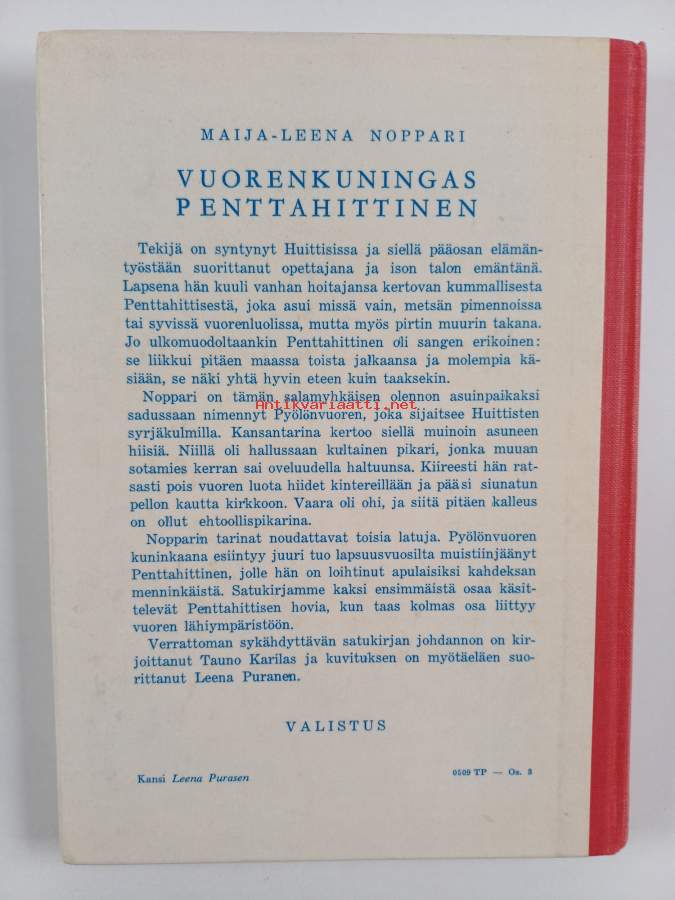 MAIJA-LEENA NOPPARI
VUORENKUNINGAS
PENTTAHITTINEN
Tekijä on syntynyt Huittisissa ja siellä pääosan elämän-
työstään suorittanut opettajana ja ison talon emäntänä.
Lapsena hän kuuli vanhan hoitajansa kertovan kummallisesta
Penttahittisestä, joka asui missä vain, metsän pimennoissa
tai syvissä vuorenluolissa, mutta myös pirtin muurin takana.
Jo ulkomuodoltaankin Penttahittinen oli sangen erikoinen:
se liikkui pitäen maassa toista jalkaansa ja molempia kä-
siään, se näki yhtä hyvin eteen kuin taaksekin.
Noppari on tämän salamyhkäisen olennon asuinpaikaksi
sadussaan nimennyt Pyölönvuoren, joka sijaitsee Huittisten
Antikvariaatti.net
syrjäkulmilla. Kansantarina kertoo siellä muinoin asuneen
hiisiä. Niillä oli hallussaan kultainen pikari, jonka muuan
sotamies kerran sai oveluudella haltuunsa. Kiireesti hän rat-
sasti pois vuoren luota hiidet kintereillään ja pääsi siunatun
pellon kautta kirkkoon. Vaara oli ohi, ja siitä pitäen kalleus
on ollut ehtoollispikarina.
Nopparin tarinat noudattavat toisia latuja. Pyölönvuoren
kuninkaana esiintyy juuri tuo lapsuusvuosilta muistiinjäänyt
Penttahittinen, jolle hän on loihtinut apulaisiksi kahdeksan
menninkäistä. Satukirjamme kaksi ensimmäistä osaa käsit-
televät Penttahittisen hovia, kun taas kolmas osa liittyy
vuoren lähiympäristöön.
Verrattoman sykähdyttävän satukirjan johdannon on kir-
joittanut Tauno Karilas ja kuvituksen on myötäeläen suo-
rittanut Leena Puranen.
VALISTUS
Kansi Leena Purasen
0509 TP — Os. 3